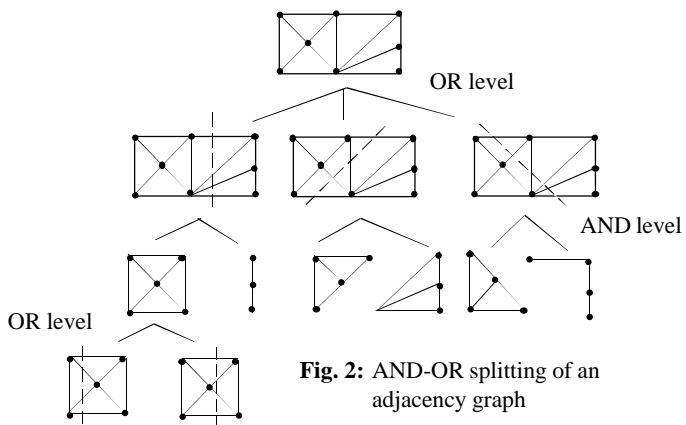 OR level
AND level
OR level
Fig. 2: AND-OR splitting of an
adjacency graph